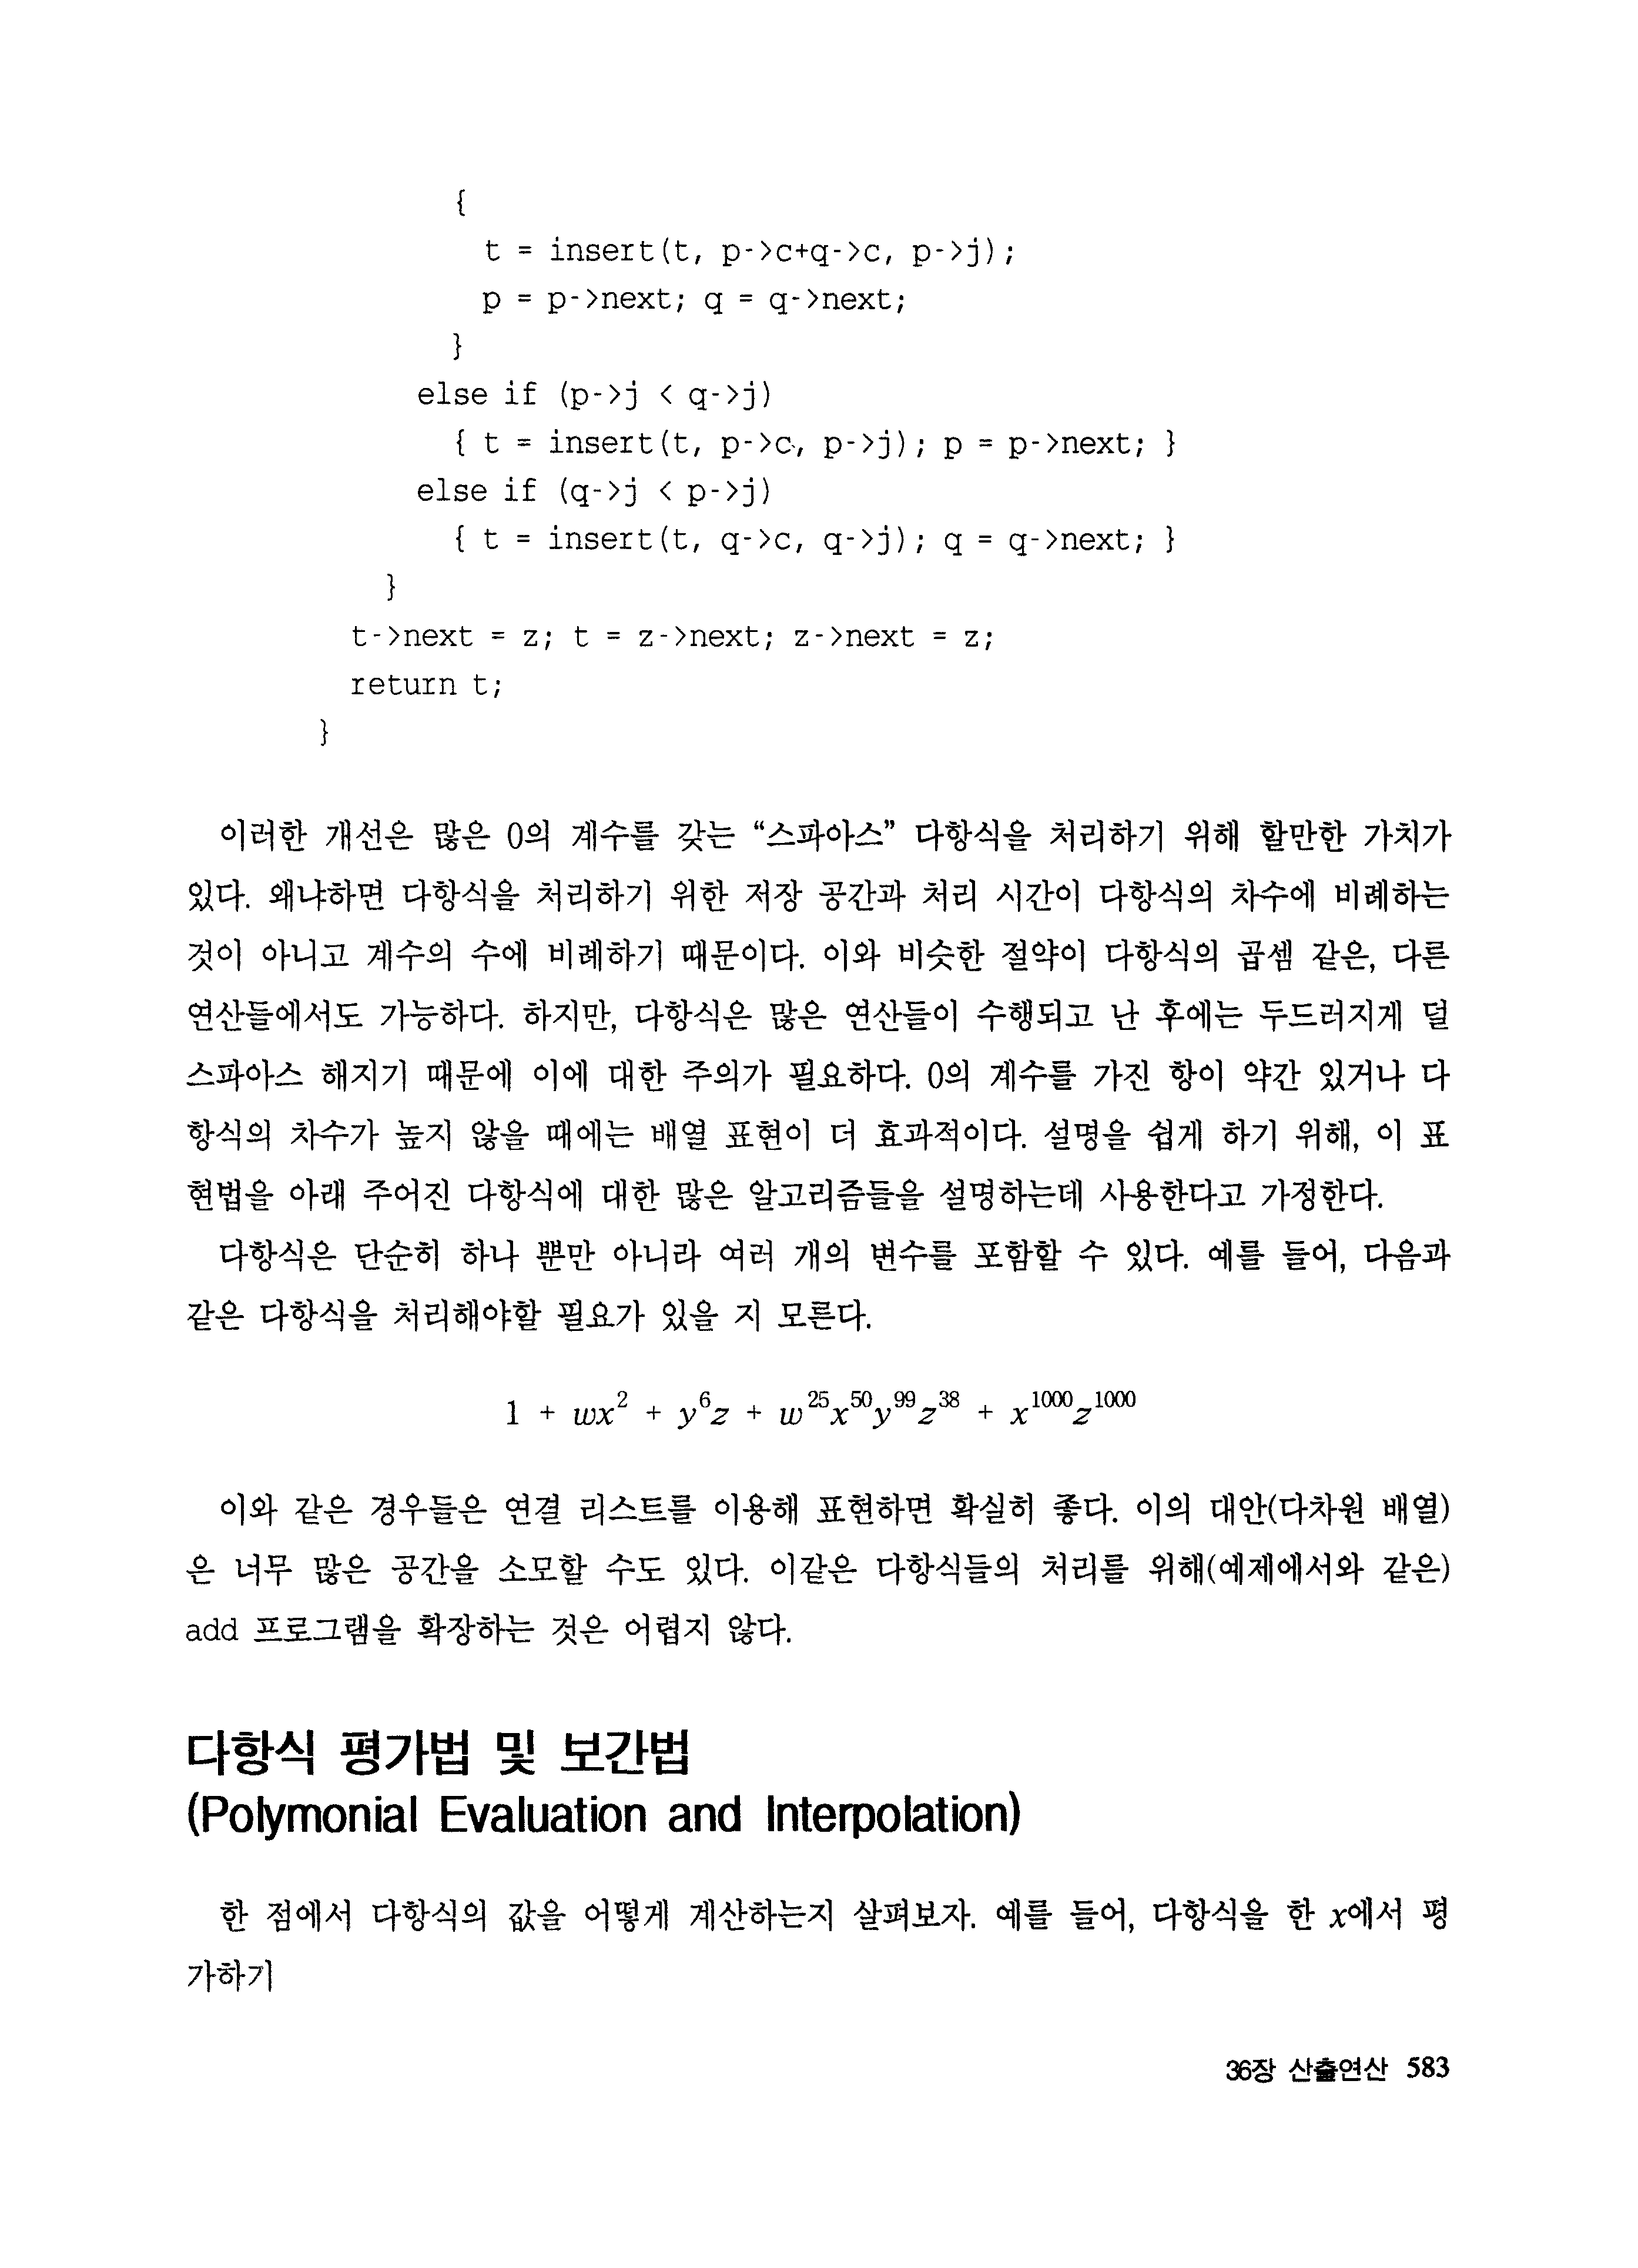 {
t = insert(t, p->c+q->c, p->j);
p = p->next; q = q->next;
}
else if (p->j < q->j)
{ t = insert(t, p->c, p->j); p = p->next; }
else if (q->j < p->j)
{ t = insert(t, q->c, q->j); q = q->next; }
}
t->next = z; t = z->next; z->next = z;
return t;
}
이러한 개선은 많은 0의 계수를 갖는 “스파아스” 다항식을 처리하기 위해 할만한 가치가
있다. 왜냐하면 다항식을 처리하기 위한 저장 공간과 처리 시간이 다항식의 차수에 비례하는
것이 아니고 계수의 수에 비례하기 때문이다. 이와 비슷한 절약이 다항식의 곱셈 같은, 다른
연산들에서도 가능하다. 하지만, 다항식은 많은 연산들이 수행되고 난 후에는 두드러지게 덜
스파아스 해지기 때문에 이에 대한 주의가 필요하다. 0의 계수를 가진 항이 약간 있거나 다
항식의 차수가 높지 않을 때에는 배열 표현이 더 효과적이다. 설명을 쉽게 하기 위해, 이 표
현법을 아래 주어진 다항식에 대한 많은 알고리즘들을 설명하는데 사용한다고 가정한다.
다항식은 단순히 하나 뿐만 아니라 여러 개의 변수를 포함할 수 있다. 예를 들어, 다음과
같은 다항식을 처리해야할 필요가 있을 지 모른다.
1 + wx² + y⁶z + w²⁵x⁵⁰y⁹⁹z³⁸ + x¹⁰⁰⁰z¹⁰⁰⁰
이와 같은 경우들은 연결 리스트를 이용해 표현하면 확실히 좋다. 이의 대안(다차원 배열)
은 너무 많은 공간을 소모할 수도 있다. 이같은 다항식들의 처리를 위해(예제에서와 같은)
add 프로그램을 확장하는 것은 어렵지 않다.
다항식 평가법 및 보간법
(Polymonial Evaluation and Interpolation)
한 점에서 다항식의 값을 어떻게 계산하는지 살펴보자. 예를 들어, 다항식을 한 x에서 평
가하기
36장 산출연산 583